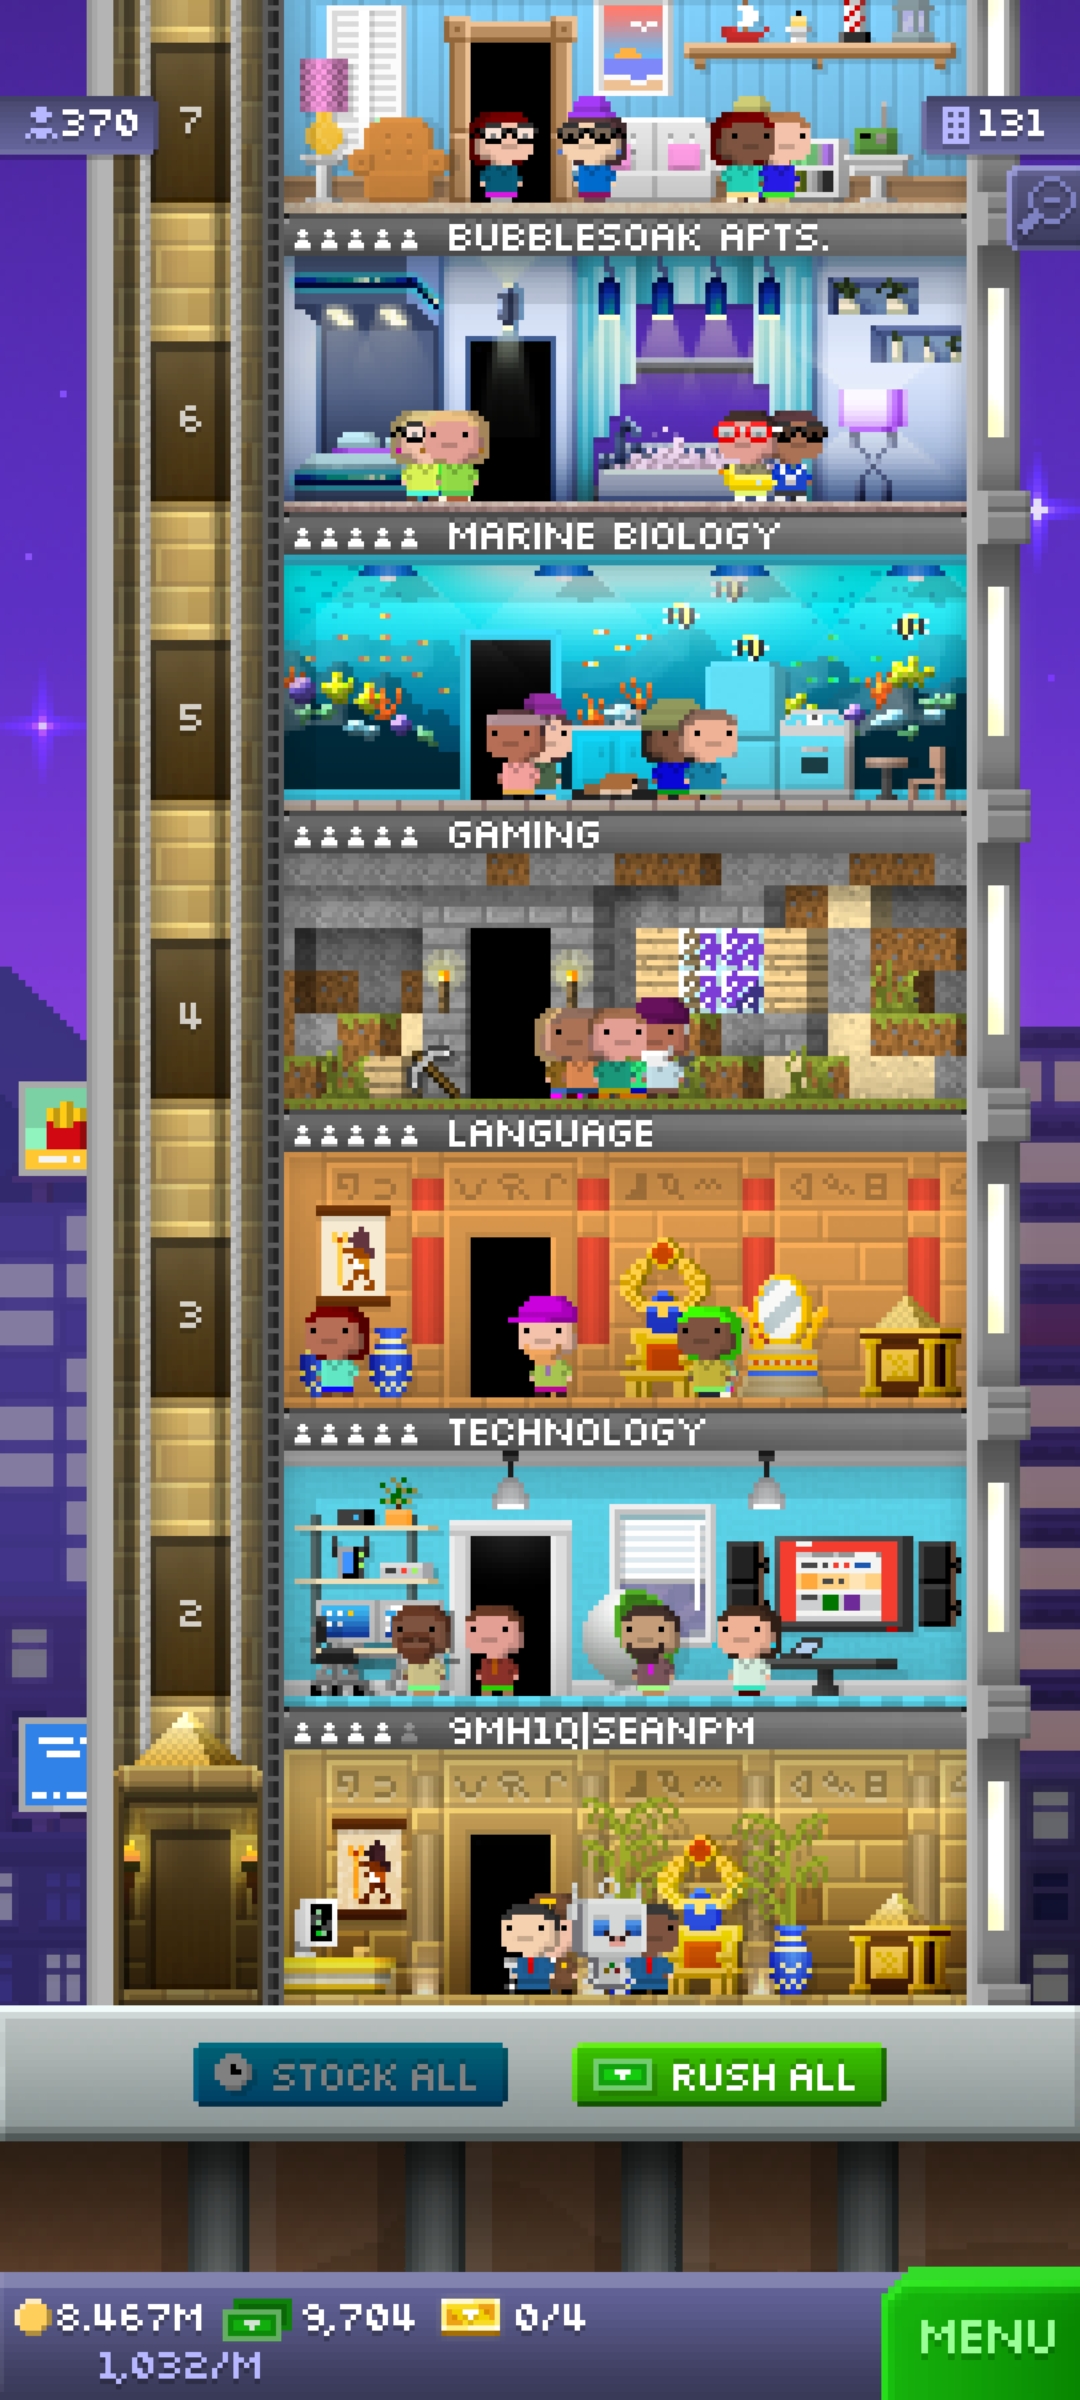 7
370
131
BUBBLESOAK APTS.
6
MARINE BIOLOGY
5
GAMING
4
LANGUAGE
3
TECHNOLOGY
2
9MH1Q|SEANPM
STOCK ALL
RUSH ALL
8.467M
9,704
0/4
1,032/M
MENU